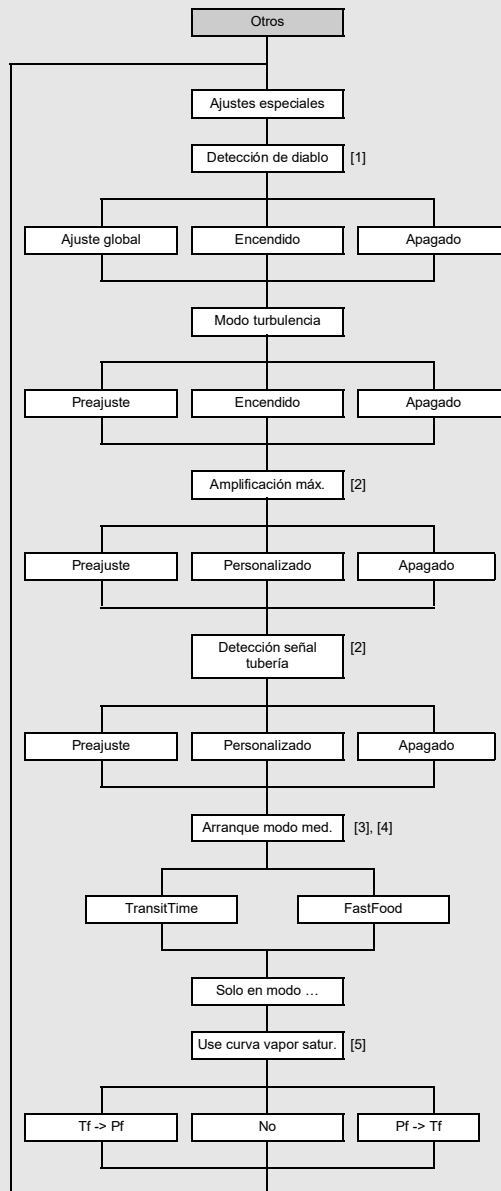 Otros
Ajustes especiales
Detección de diablo [1]
Ajuste global Encendido Apagado
Modo turbulencia
Preajuste Encendido Apagado
Amplificación máx. [2]
Preajuste Personalizado Apagado
Detección señal [2]
tubería
Preajuste Personalizado Apagado
Arranque modo med. [3], [4]
TransitTime FastFood
Solo en modo …
Use curva vapor satur. [5]
Tf -> Pf No Pf -> Tf